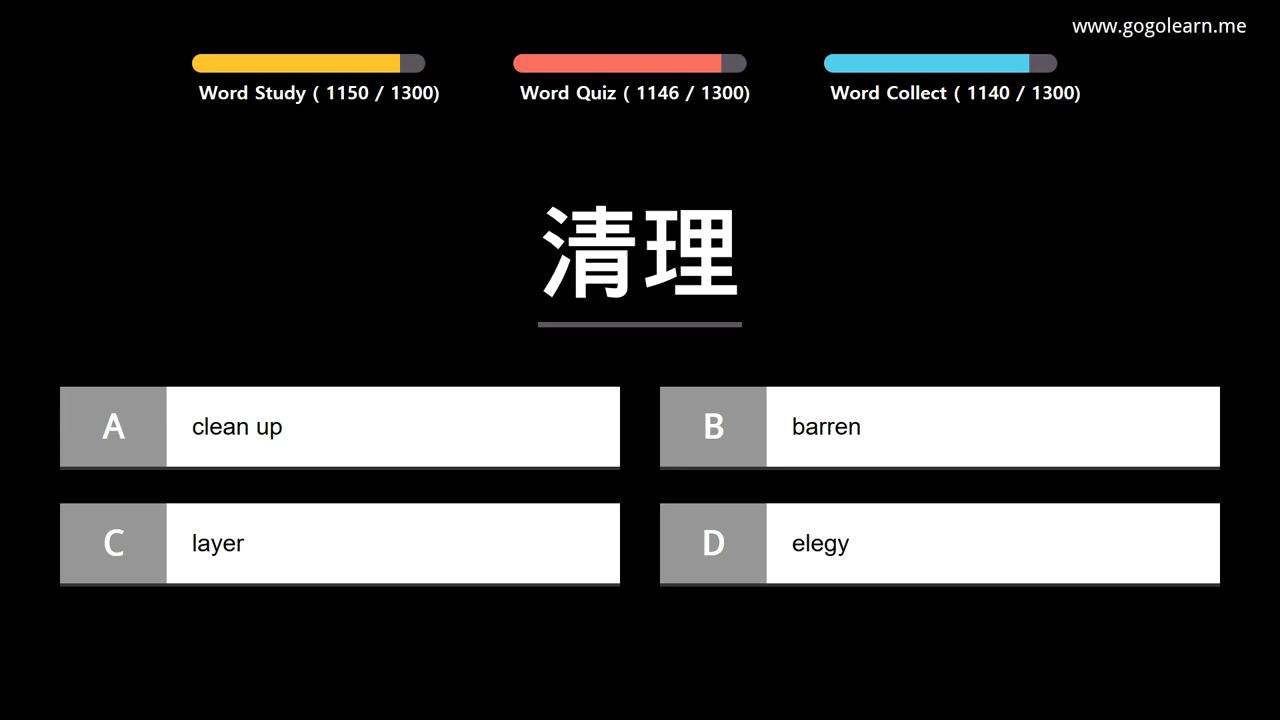 www.gogolearn.me
Word Study ( 1150 / 1300)
Word Quiz ( 1146 / 1300)
Word Collect ( 1140 / 1300)
清理
A clean up
B barren
C layer
D elegy